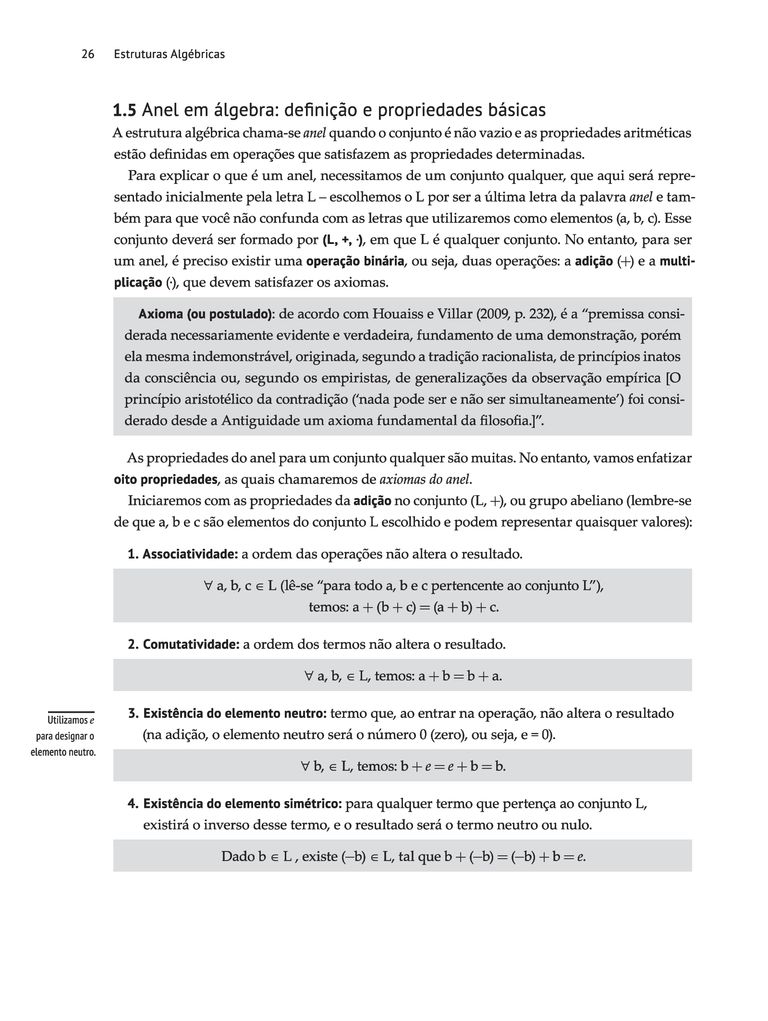 26 Estruturas Algébricas
1.5 Anel em álgebra: definição e propriedades básicas
A estrutura algébrica chama-se anel quando o conjunto é não vazio e as propriedades aritméticas
estão definidas em operações que satisfazem as propriedades determinadas.
Para explicar o que é um anel, necessitamos de um conjunto qualquer, que aqui será repre-
sentado inicialmente pela letra L – escolhemos o L por ser a última letra da palavra anel e tam-
bém para que você não confunda com as letras que utilizaremos como elementos (a, b, c). Esse
conjunto deverá ser formado por (L, +, ·), em que L é qualquer conjunto. No entanto, para ser
um anel, é preciso existir uma operação binária, ou seja, duas operações: a adição (+) e a multi-
plicação (·), que devem satisfazer os axiomas.
Axioma (ou postulado): de acordo com Houaiss e Villar (2009, p. 232), é a “premissa consi-
derada necessariamente evidente e verdadeira, fundamento de uma demonstração, porém
ela mesma indemonstrável, originada, segundo a tradição racionalista, de princípios inatos
da consciência ou, segundo os empiristas, de generalizações da observação empírica [O
princípio aristotélico da contradição (‘nada pode ser e não ser simultaneamente’) foi consi-
derado desde a Antiguidade um axioma fundamental da filosofia.]”.
As propriedades do anel para um conjunto qualquer são muitas. No entanto, vamos enfatizar
oito propriedades, as quais chamaremos de axiomas do anel.
Iniciaremos com as propriedades da adição no conjunto (L, +), ou grupo abeliano (lembre-se
de que a, b e c são elementos do conjunto L escolhido e podem representar quaisquer valores):
1. Associatividade: a ordem das operações não altera o resultado.
∀ a, b, c ∈ L (lê-se “para todo a, b e c pertencente ao conjunto L”),
temos: a + (b + c) = (a + b) + c.
2. Comutatividade: a ordem dos termos não altera o resultado.
∀ a, b, ∈ L, temos: a + b = b + a.
3. Existência do elemento neutro: termo que, ao entrar na operação, não altera o resultado
(na adição, o elemento neutro será o número 0 (zero), ou seja, e = 0).
Utilizamos e
para designar o
elemento neutro.
∀ b, ∈ L, temos: b + e = e + b = b.
4. Existência do elemento simétrico: para qualquer termo que pertença ao conjunto L,
existirá o inverso desse termo, e o resultado será o termo neutro ou nulo.
Dado b ∈ L , existe (–b) ∈ L, tal que b + (–b) = (–b) + b = e.